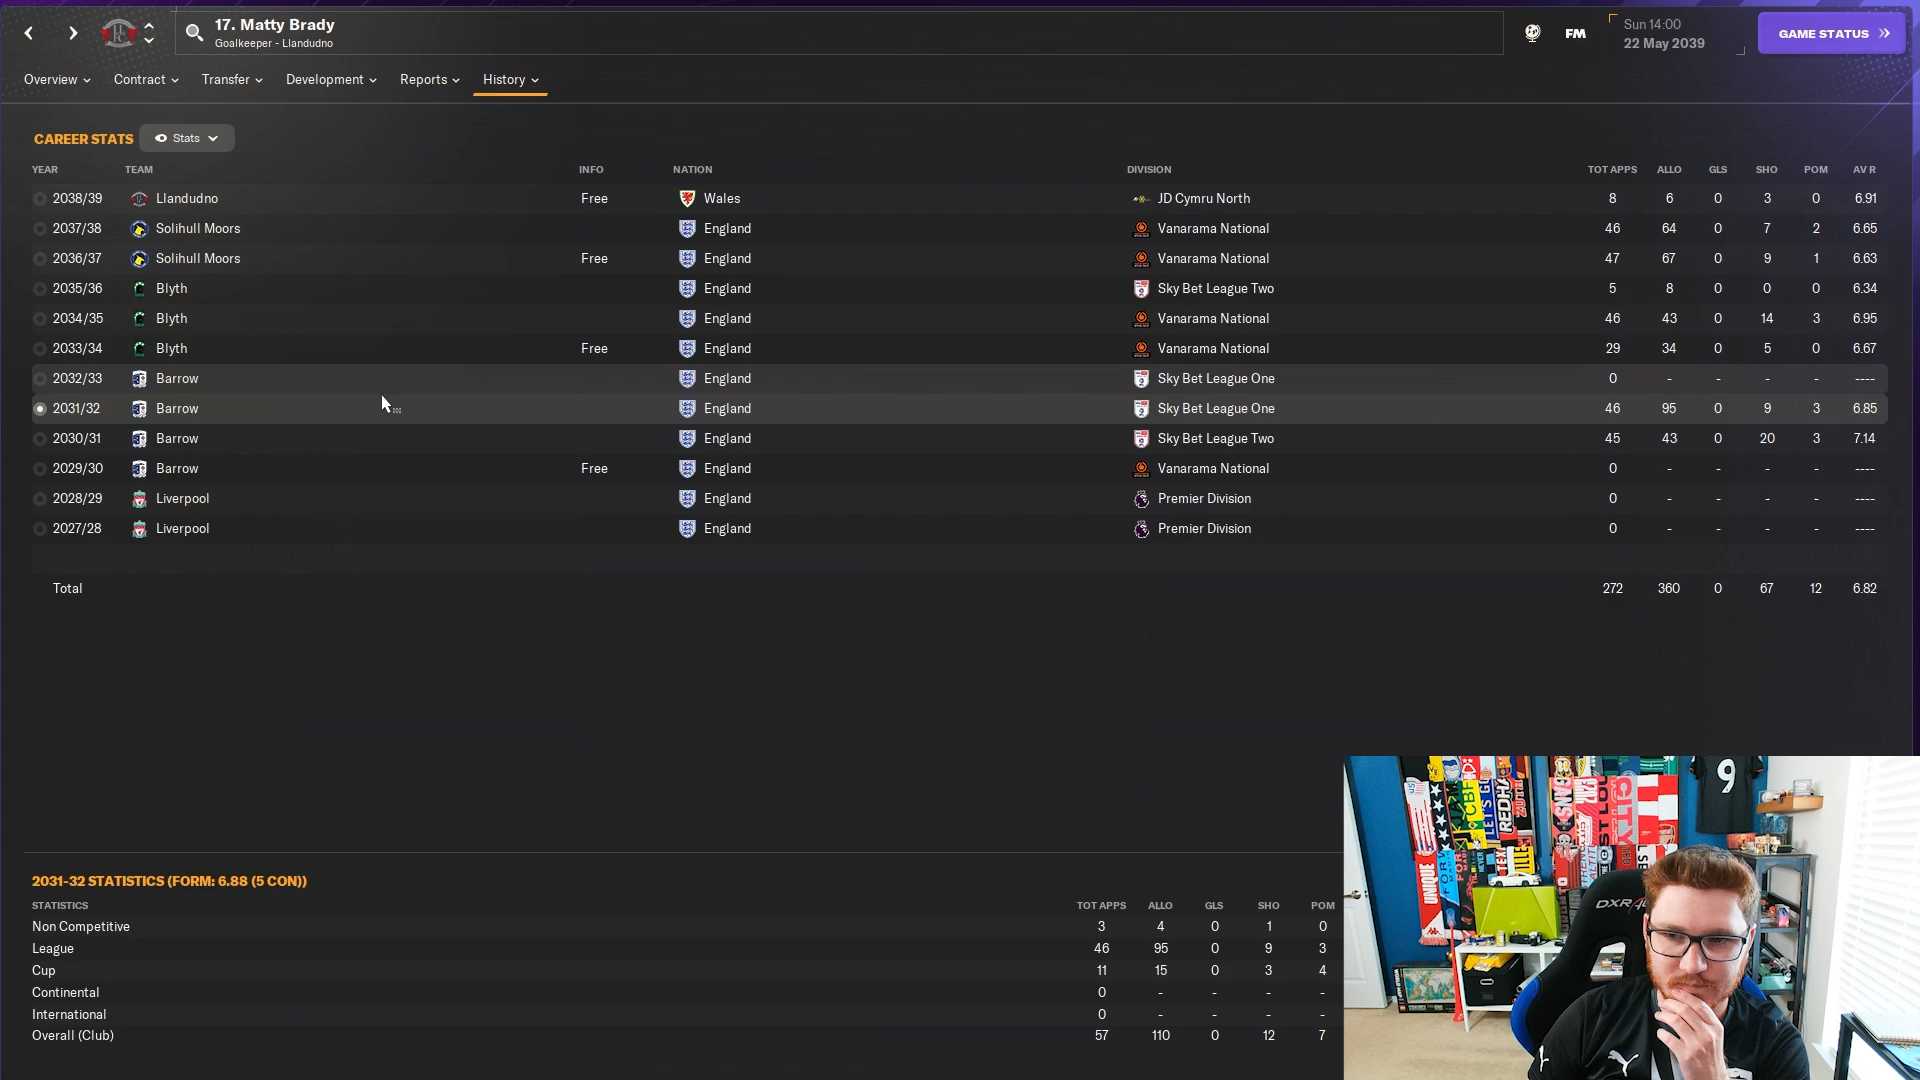 17. Matty Brady
Goalkeeper - Llandudno
FM
Sun 14:00
22 May 2039
GAME STATUS
Overview Contract Transfer Development Reports History
CAREER STATS Stats
YEAR TEAM INFO NATION DIVISION TOT APPS ALLO GLS SHO POM AV R
2038/39 Llandudno Free Wales JD Cymru North 8 6 0 3 0 6.91
2037/38 Solihull Moors England Vanarama National 46 64 0 7 2 6.65
2036/37 Solihull Moors Free England Vanarama National 47 67 0 9 1 6.63
2035/36 Blyth England Sky Bet League Two 5 8 0 0 0 6.34
2034/35 Blyth England Vanarama National 46 43 0 14 3 6.95
2033/34 Blyth Free England Vanarama National 29 34 0 5 0 6.67
2032/33 Barrow England Sky Bet League One 0 - - - - ----
2031/32 Barrow England Sky Bet League One 46 95 0 9 3 6.85
2030/31 Barrow England Sky Bet League Two 45 43 0 20 3 7.14
2029/30 Barrow Free England Vanarama National 0 - - - - ----
2028/29 Liverpool England Premier Division 0 - - - - ----
2027/28 Liverpool England Premier Division 0 - - - - ----
Total 272 360 0 67 12 6.82
2031-32 STATISTICS (FORM: 6.88 (5 CON))
STATISTICS TOT APPS ALLO GLS SHO POM
Non Competitive 3 4 0 1 0
League 46 95 0 9 3
Cup 11 15 0 3 4
Continental 0 - - - -
International 0 - - - -
Overall (Club) 57 110 0 12 7
9
CBF
LET'S G
REDHA
CITY
UNIQUE
DXR